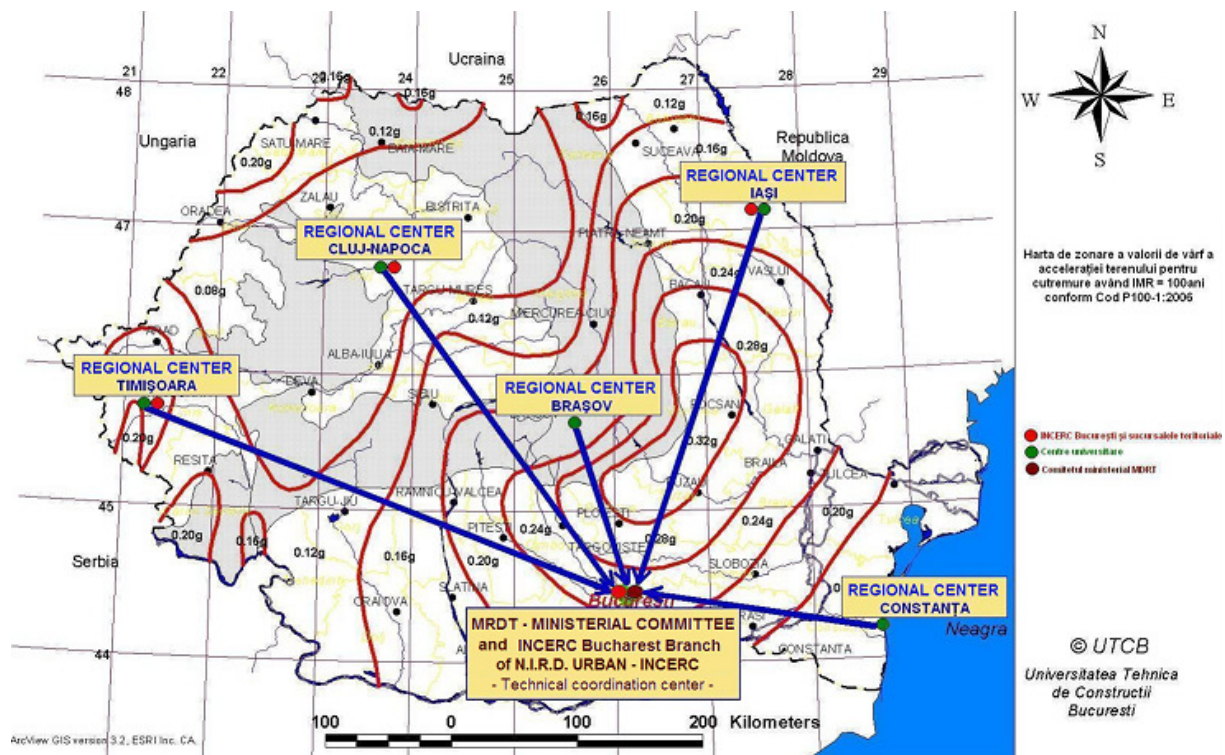 Ucraina
21
22
23
24
25
26
27
28
29
48
0.16g
0.16g
0.16g
0.12g
N
W
E
S
Ungaria
SATU-MARE
0.12g
BAIA-MARE
SUCEAVA
0.16g
Republica
Moldova
0.20g
REGIONAL CENTER
IAȘI
ORADEA
ZALAU
BISTRITA
47
REGIONAL CENTER
CLUJ-NAPOCA
PIATRA-NEAMT
0.20g
Harta de zonare a valorii de vârf a
accelerației terenului pentru
cutremure având IMR = 100ani
conform Cod P100-1:2006
0.08g
TARGU-MURES
0.12g
MERCUREA-CIUC
0.24g
VASLUI
BACAU
ARAD
ALBA-IULIA
0.28g
REGIONAL CENTER
TIMIȘOARA
DEVA
SIBIU
REGIONAL CENTER
BRAȘOV
FOCSANI
0.20g
0.32g
INCERC București și sucursalele teritoriale
Centre universitare
Comitetul ministerial MDRT
RESITA
GALATI
BRAILA
TULCEA
45
TARGU-JIU
RAMNICU-VALCEA
BUZAU
0.20g
0.16g
0.12g
0.16g
PITESTI
0.24g
PLOIESTI
0.28g
0.24g
0.20g
Serbia
0.20g
TARGOVISTE
SLOBOZIA
CRAIOVA
SLATINA
București
REGIONAL CENTER
CONSTANȚA
Neagra
MRDT - MINISTERIAL COMMITTEE
and INCERC Bucharest Branch
of N.I.R.D. URBAN - INCERC
- Technical coordination center -
CONSTANTA
44
© UTCB
Universitatea Tehnica
de Constructii
Bucuresti
100
0
100
200
Kilometers
ArcView GIS version 3.2, ESRI Inc. CA.